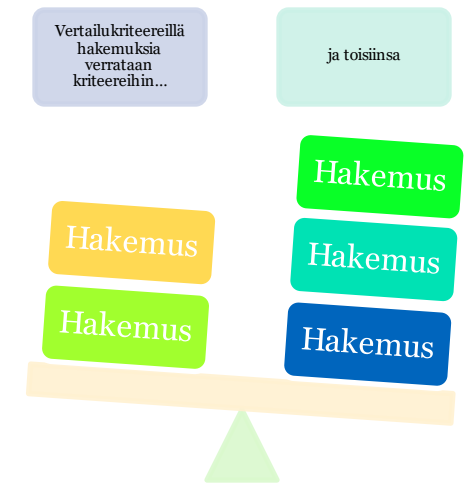 Vertailukriteereillä
hakemuksia
verrataan
kriteereihin...
ja toisiinsa
Hakemus
Hakemus
Hakemus
Hakemus
Hakemus